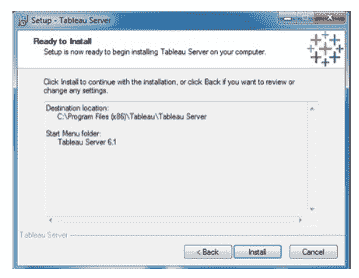 Setup - Tableau Server
Ready to Install
Setup is now ready to begin installing Tableau Server on your computer.
Click Install to continue with the installation, or click Back if you want to review or
change any settings.
Destination location:
C:\Program Files (x86)\Tableau\Tableau Server
Start Menu folder:
Tableau Server 6.1
Tableau Server
< Back
Install
Cancel